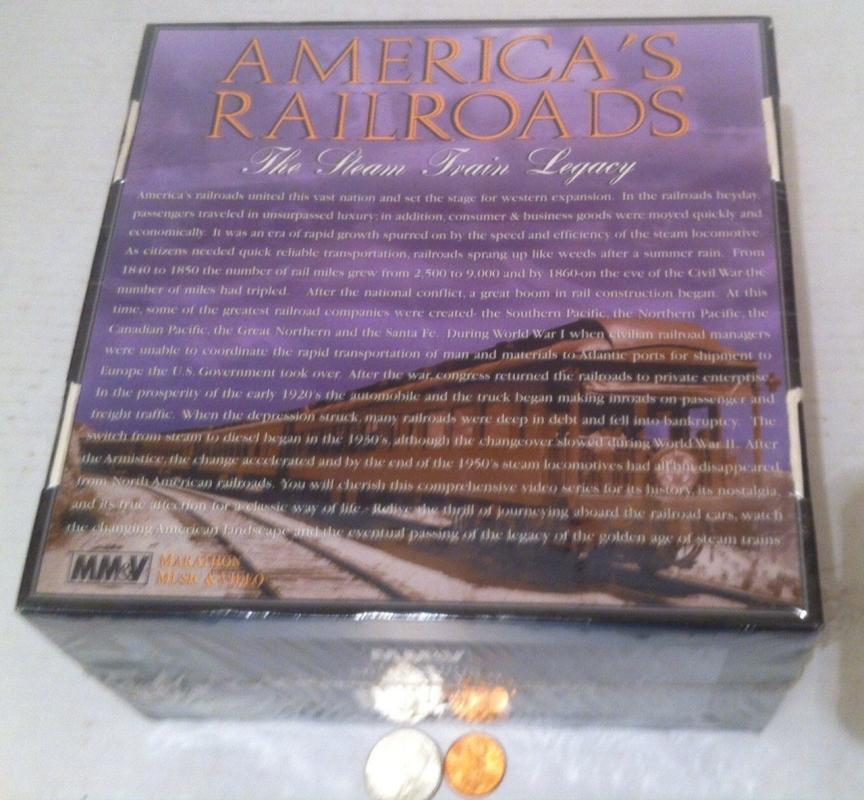 AMERICA'S
RAILROADS
The Steam Train Legacy
America's railroads united this vast nation and set the stage for western expansion. In the railroads heyday,
passengers traveled in unsurpassed luxury; in addition, consumer & business goods were moved quickly and
economically. It was an era of rapid growth spurred on by the speed and efficiency of the steam locomotive.
As citizens needed quick reliable transportation, railroads sprang up like weeds after a summer rain. From
1840 to 1850 the number of rail miles grew from 2,500 to 9,000 and by 1860-on the eve of the Civil War-the
number of miles had tripled. After the national conflict, a great boom in rail construction began. At this
time, some of the greatest railroad companies were created- the Southern Pacific, the Northern Pacific, the
Canadian Pacific, the Great Northern and the Santa Fe. During World War I when civilian railroad managers
were unable to coordinate the rapid transportation of man and materials to Atlantic ports for shipment to
Europe the U.S. Government took over. After the war, congress returned the railroads to private enterprise.
In the prosperity of the early 1920's the automobile and the truck began making inroads on passenger and
freight traffic. When the depression struck, many railroads were deep in debt and fell into bankruptcy. The
switch from steam to diesel began in the 1930's, although the changeover slowed during World War II. After
the Armistice, the change accelerated and by the end of the 1950's steam locomotives had all but disappeared
from North American railroads. You will cherish this comprehensive video series for its history, its nostalgia,
and its true affection for a classic way of life - Relive the thrill of journeying aboard the railroad cars, watch
the changing American landscape and the eventual passing of the legacy of the golden age of steam trains.
MM&V MARATHON
MUSIC & VIDEO
MM&V